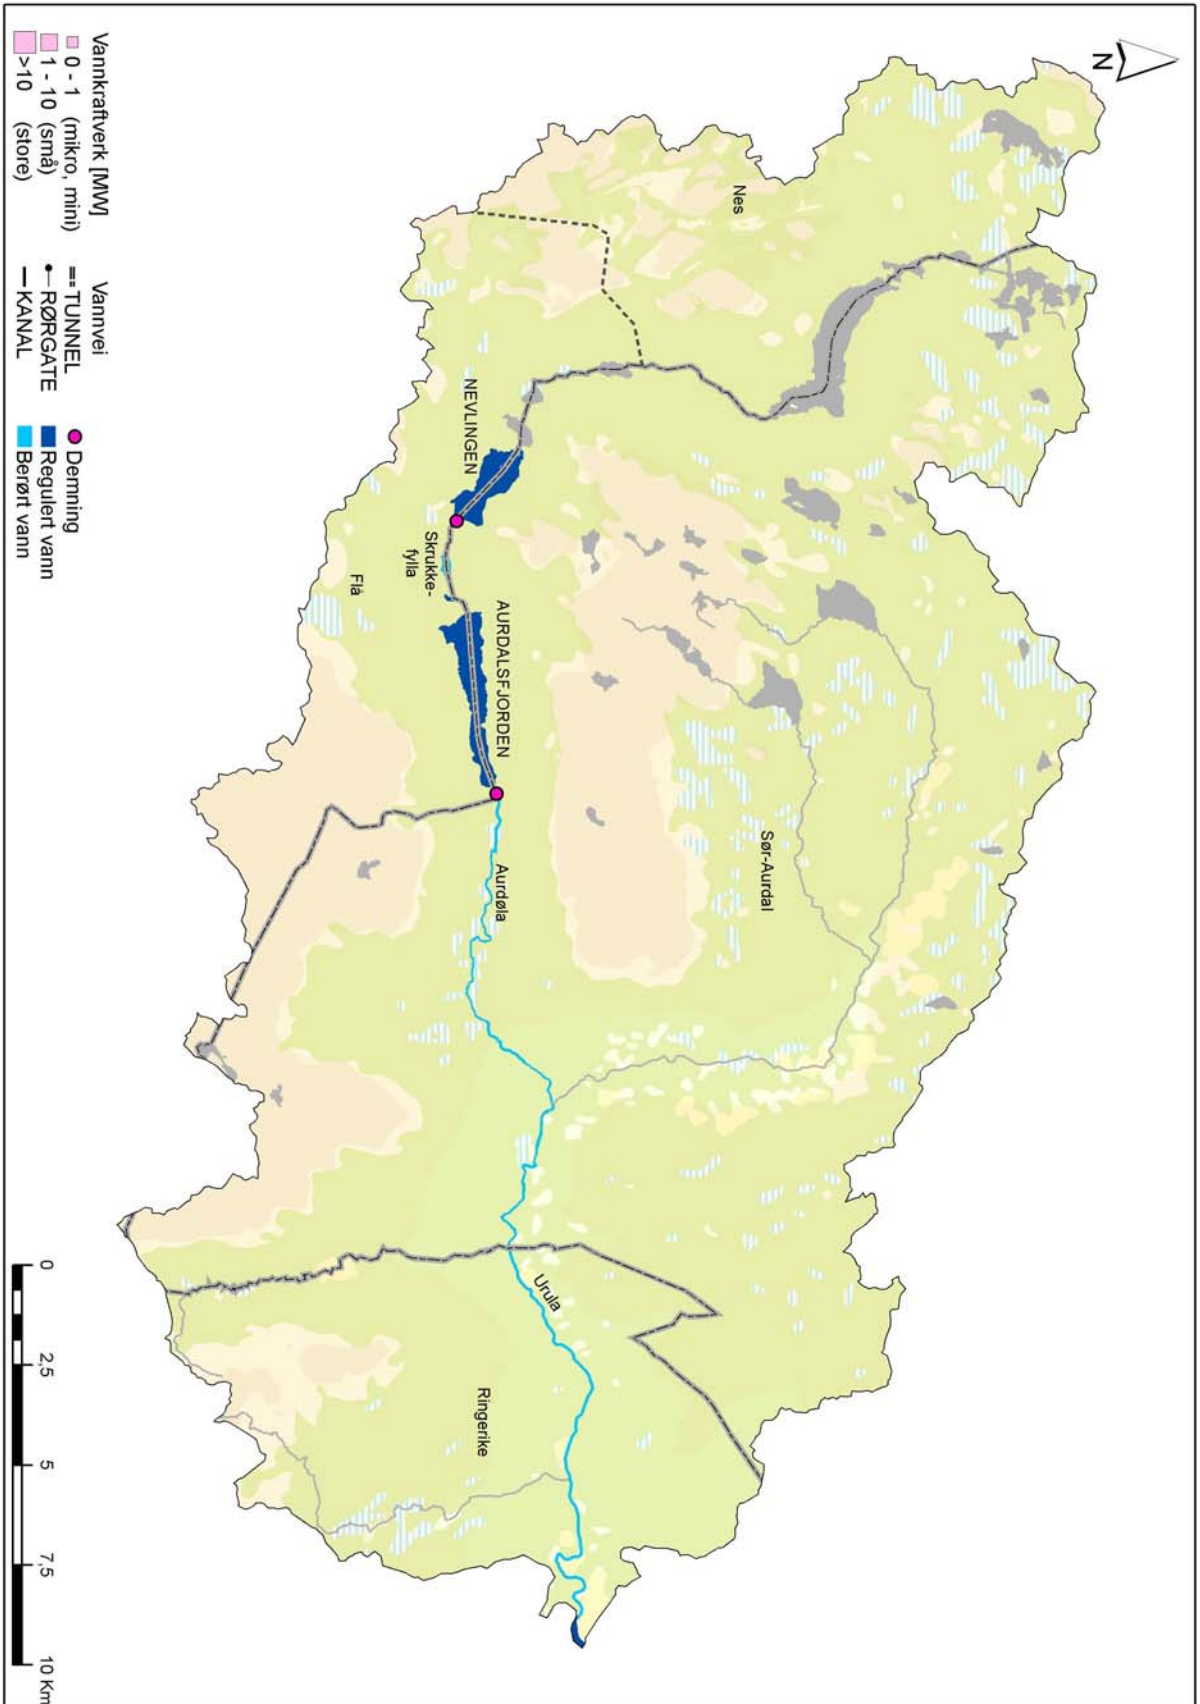 N
Nes
NEVLINGEN
Skrukke-
fylla
Flå
AURDALSFJORDEN
Aurdøla
Sør-Aurdal
Urula
Ringerike
Vannkraftverk [MW]
0 - 1 (mikro, mini)
1 - 10 (små)
>10 (store)
Vannvei
TUNNEL
RØRGATE
KANAL
Demning
Regulert vann
Berørt vann
0 2,5 5 7,5 10 Km